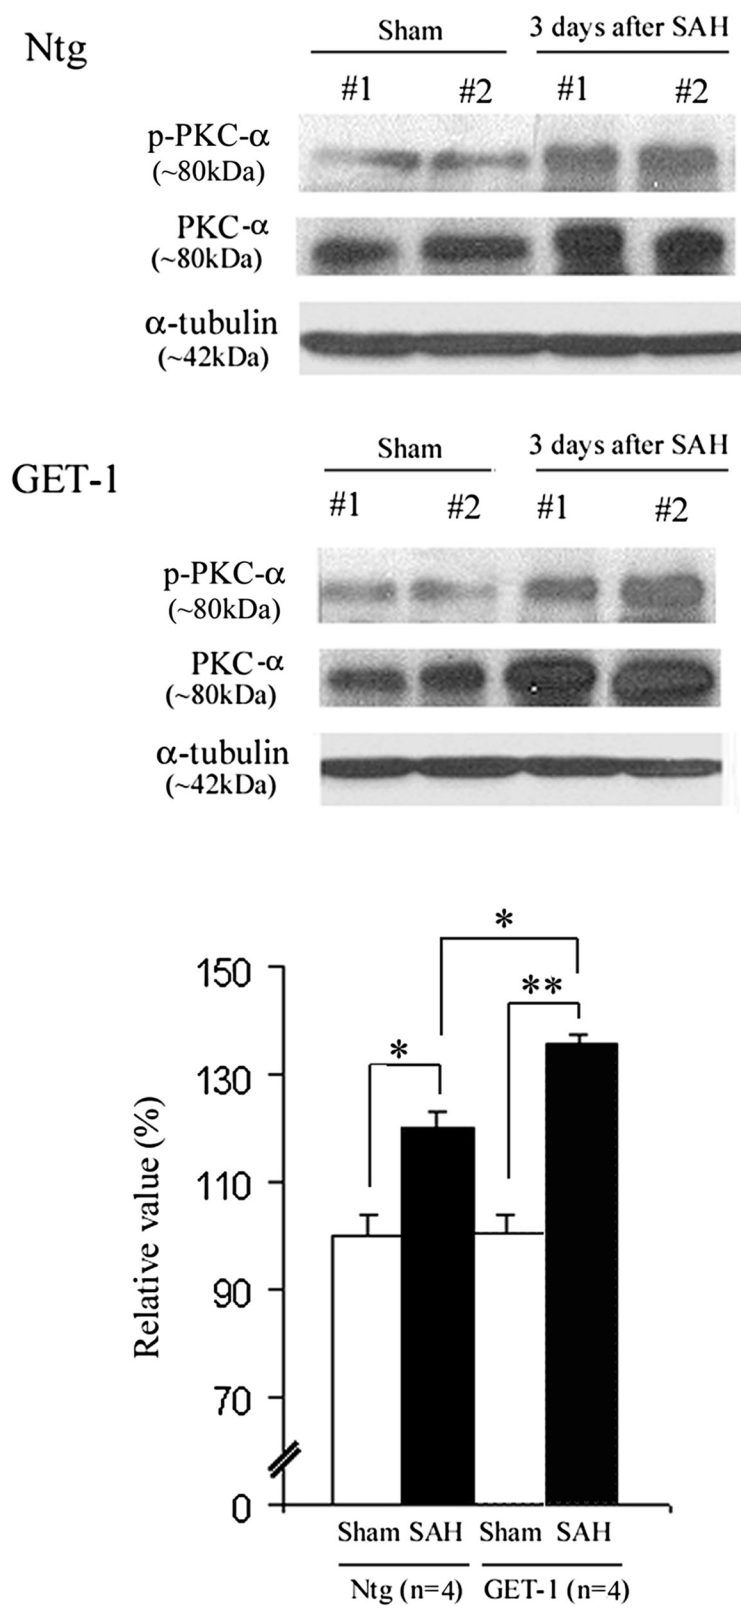 Ntg
Sham 3 days after SAH
#1 #2 #1 #2
p-PKC-α
(~80kDa)
PKC-α
(~80kDa)
α-tubulin
(~42kDa)
GET-1
Sham 3 days after SAH
#1 #2 #1 #2
p-PKC-α
(~80kDa)
PKC-α
(~80kDa)
α-tubulin
(~42kDa)
*
**
*
150
130
110
90
70
0
Relative value (%)
Sham SAH Sham SAH
Ntg (n=4) GET-1 (n=4)